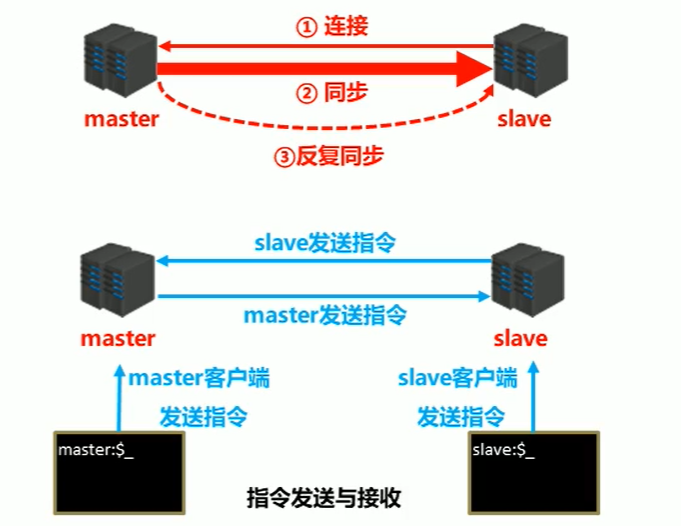 ① 连接
② 同步
master
slave
③反复同步
slave发送指令
master发送指令
master
slave
master客户端
发送指令
slave客户端
发送指令
master:$_
slave:$_
指令发送与接收